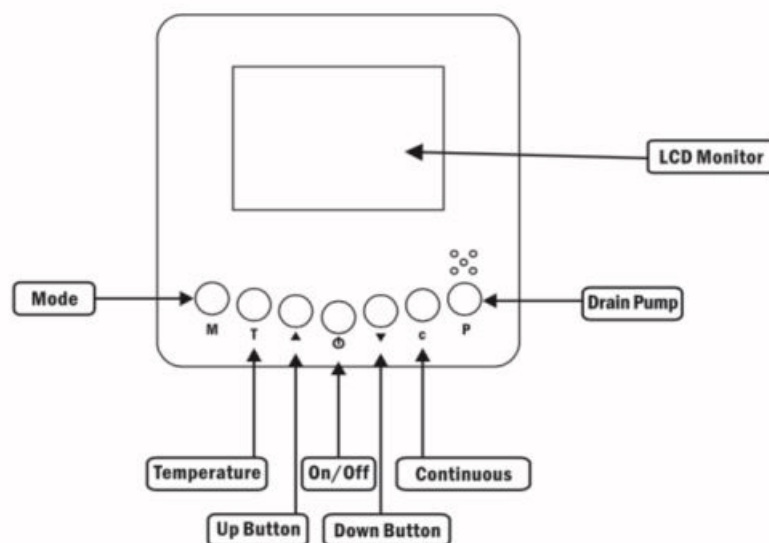 LCD Monitor
Mode
Drain Pump
M
T
▲
▼
c
P
Temperature
On/Off
Continuous
Up Button
Down Button